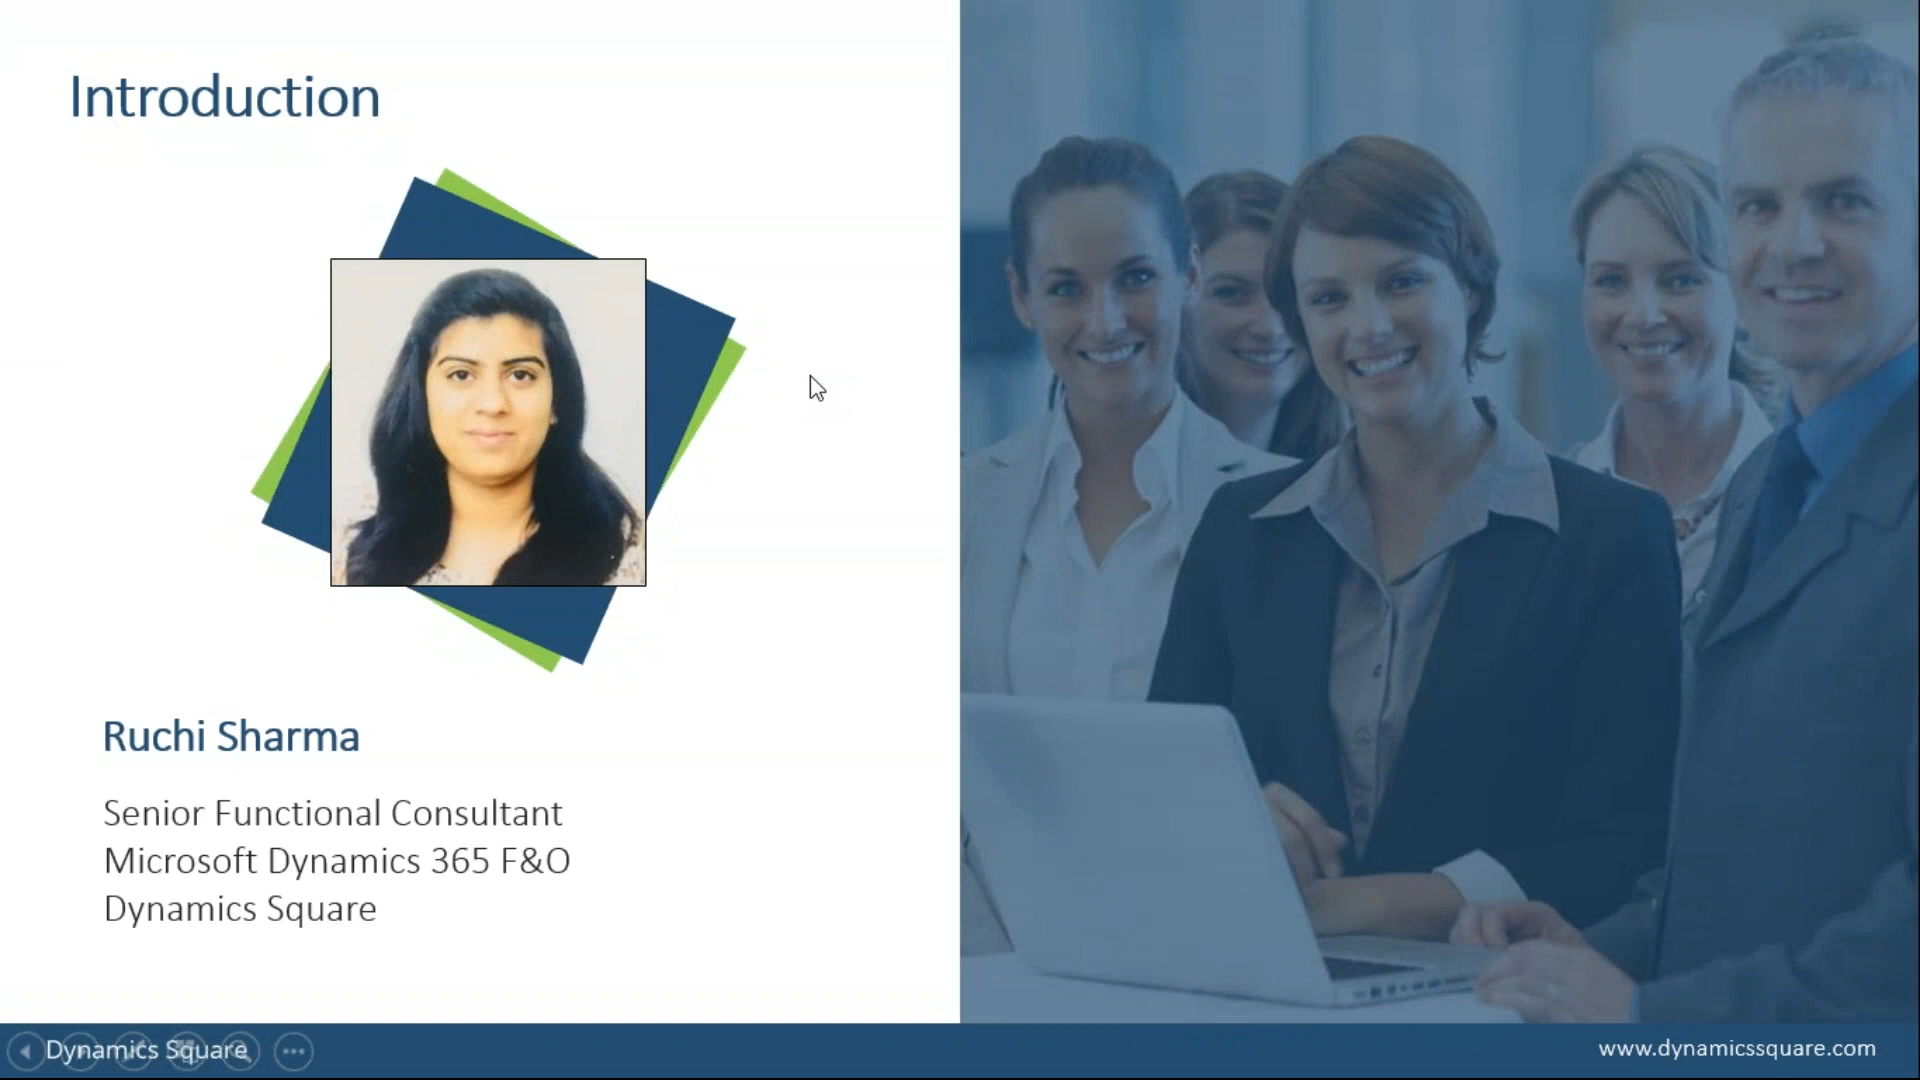 Introduction
Ruchi Sharma
Senior Functional Consultant
Microsoft Dynamics 365 F&O
Dynamics Square
Dynamics Square
www.dynamicssquare.com